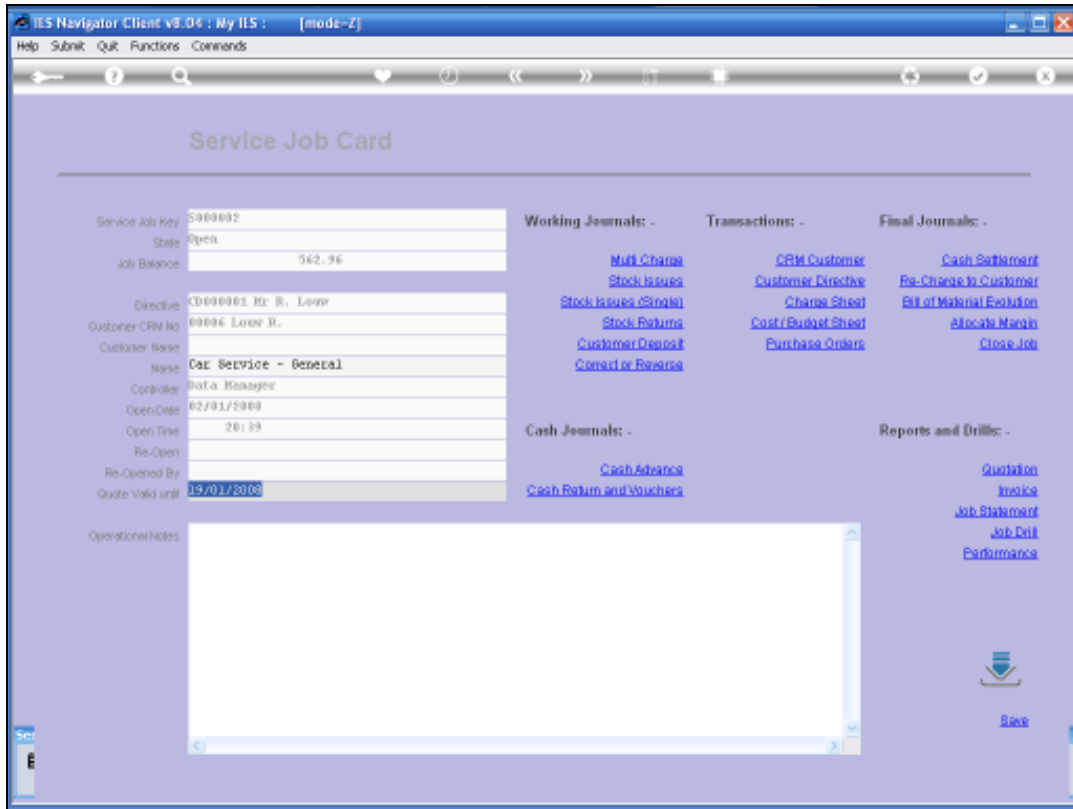 IES Navigator Client v8.04 : My IES : [mode=Z]
Help Submit Quit Functions Commands
Service Job Card
Service Job Key S000002
State Open
Job Balance 562.96
Directive CD000001 Mr R. Louw
Customer CRM No 00006 Louw R.
Customer Name
Name Car Service - General
Controller Data Manager
Open Date 02/01/2008
Open Time 20:39
Re-Open
Re-Opened By
Quote Valid until 19/01/2008
Operational Notes
Working Journals: -
Multi Charge
Stock Issues
Stock Issues (Single)
Stock Returns
Customer Deposit
Correct or Reverse
Transactions: -
CRM Customer
Customer Directive
Charge Sheet
Cost / Budget Sheet
Purchase Orders
Final Journals: -
Cash Settlement
Re-Charge to Customer
Bill of Material Evolution
Allocate Margin
Close Job
Cash Journals: -
Cash Advance
Cash Return and Vouchers
Reports and Drills: -
Quotation
Invoice
Job Statement
Job Drill
Performance
Save